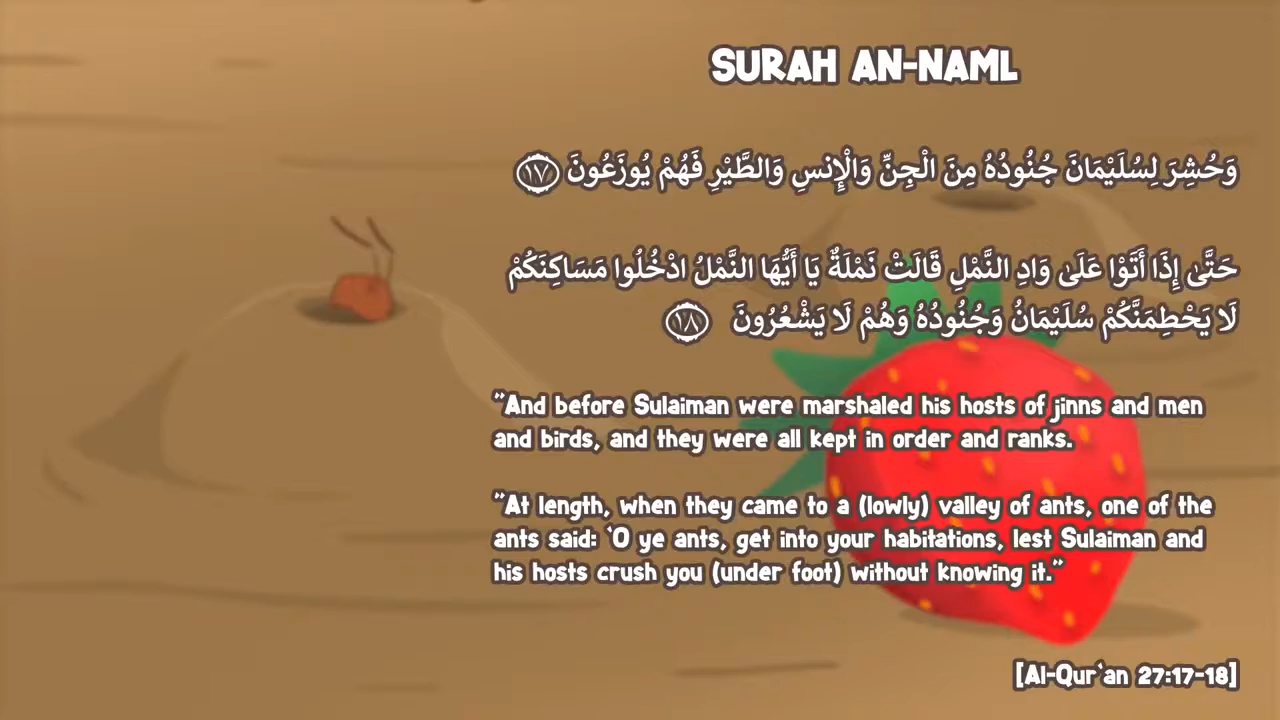 SURAH AN-NAML
وَحُشِرَ لِسُلَيْمَانَ جُنُودُهُ مِنَ الْجِنِّ وَالْإِنسِ وَالطَّيْرِ فَهُمْ يُوزَعُونَ ١٧
حَتَّىٰ إِذَا أَتَوْا عَلَىٰ وَادِ النَّمْلِ قَالَتْ نَمْلَةٌ يَا أَيُّهَا النَّمْلُ ادْخُلُوا مَسَاكِنَكُمْ
لَا يَحْطِمَنَّكُمْ سُلَيْمَانُ وَجُنُودُهُ وَهُمْ لَا يَشْعُرُونَ ١٨
"And before Sulaiman were marshaled his hosts of jinns and men
and birds, and they were all kept in order and ranks.
"At length, when they came to a (lowly) valley of ants, one of the
ants said: `O ye ants, get into your habitations, lest Sulaiman and
his hosts crush you (under foot) without knowing it."
[Al-Qur`an 27:17-18]